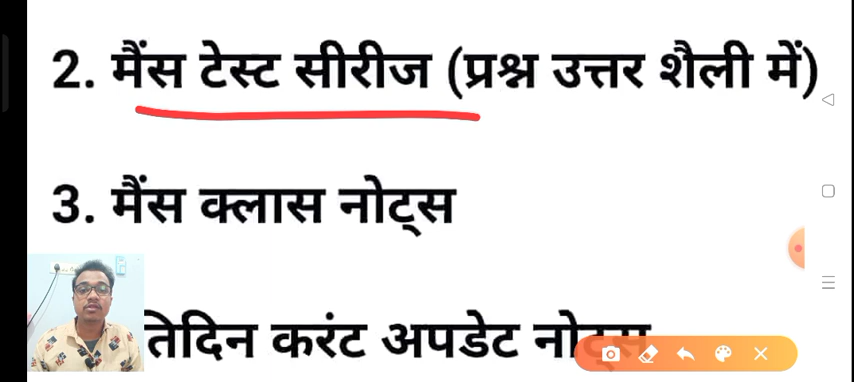 2. मैंस टेस्ट सीरीज (प्रश्न उत्तर शैली में)
3. मैंस क्लास नोट्स
तिदिन करंट अपडेट नोट्स